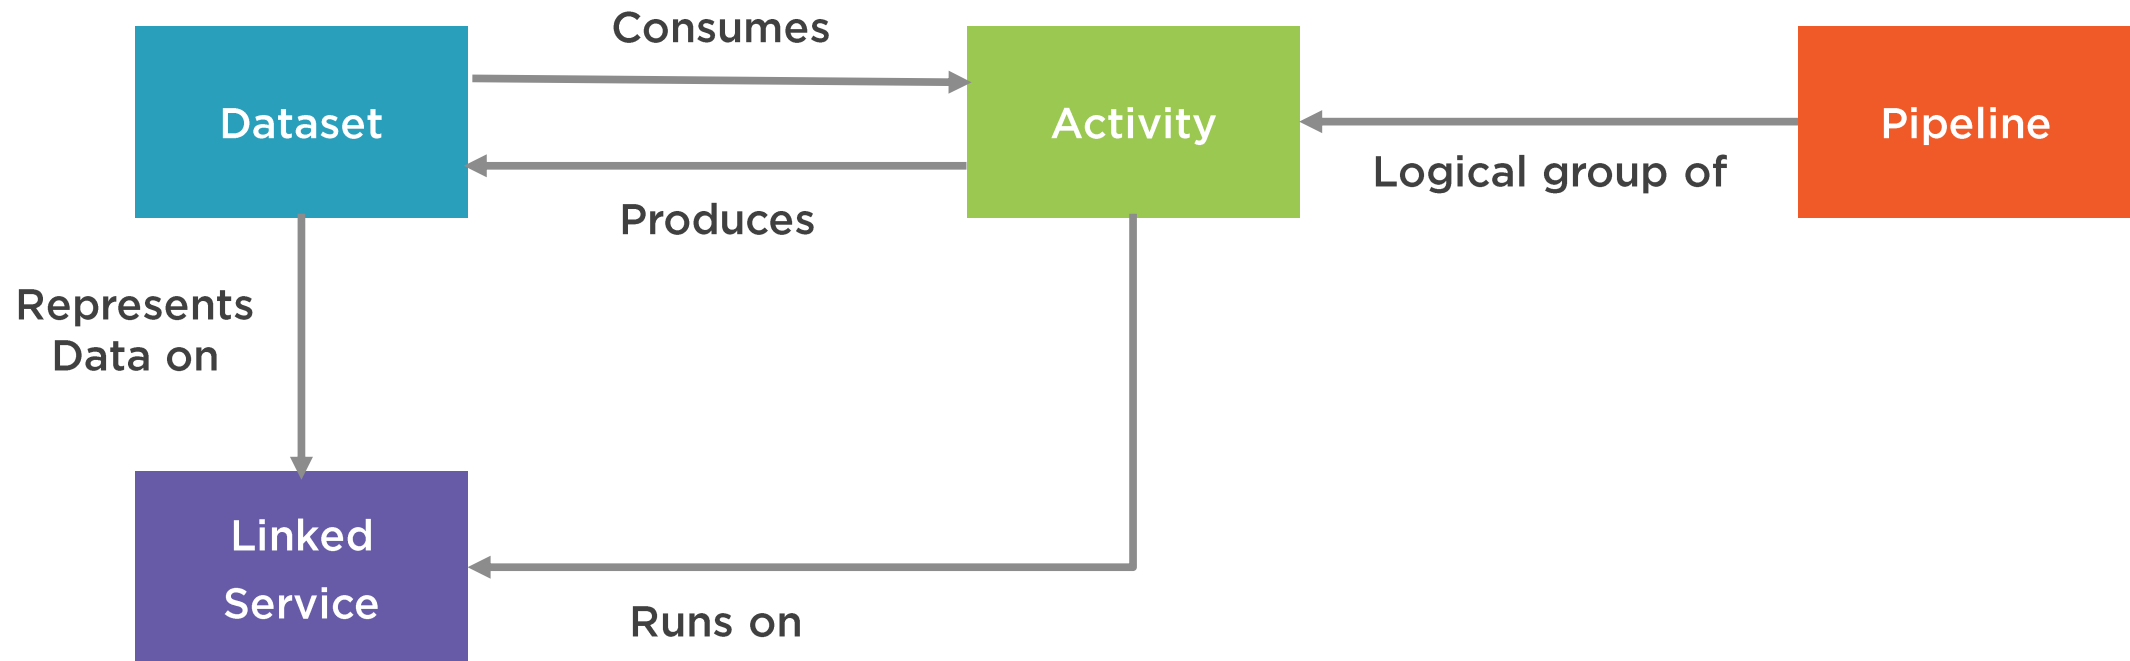 Consumes
Dataset
Activity
Pipeline
Logical group of
Produces
Represents
Data on
Linked
Service
Runs on